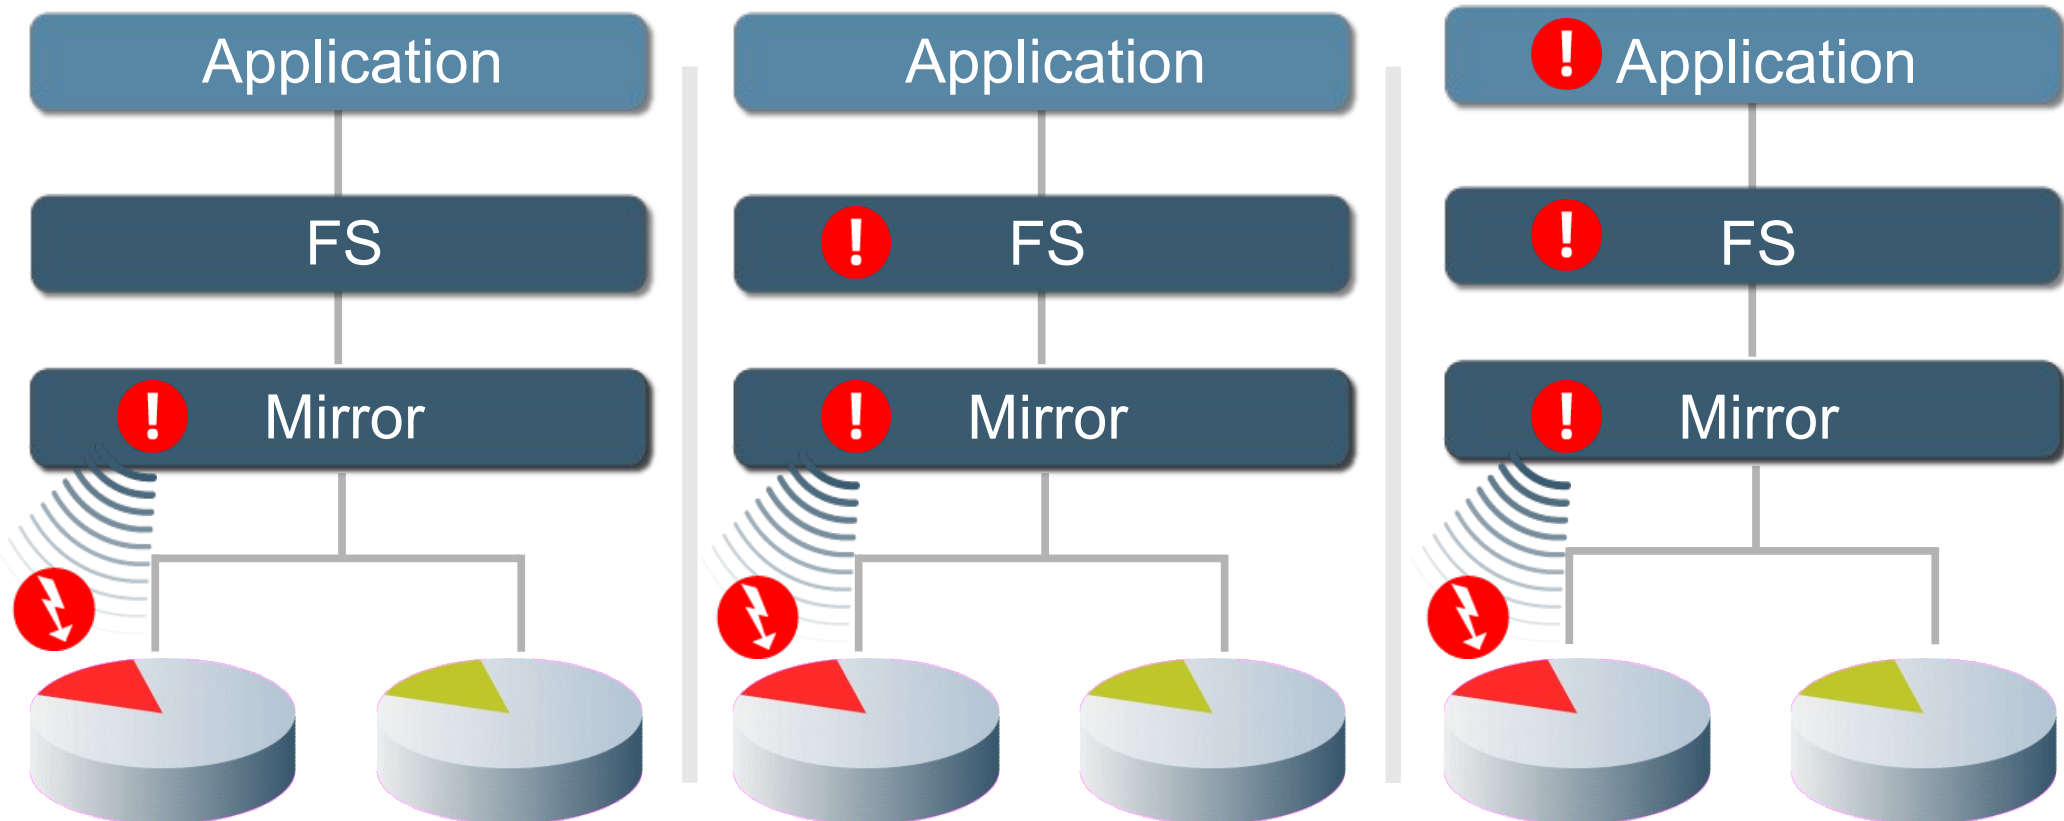 Application
FS
Mirror
Application
FS
Mirror
Application
FS
Mirror